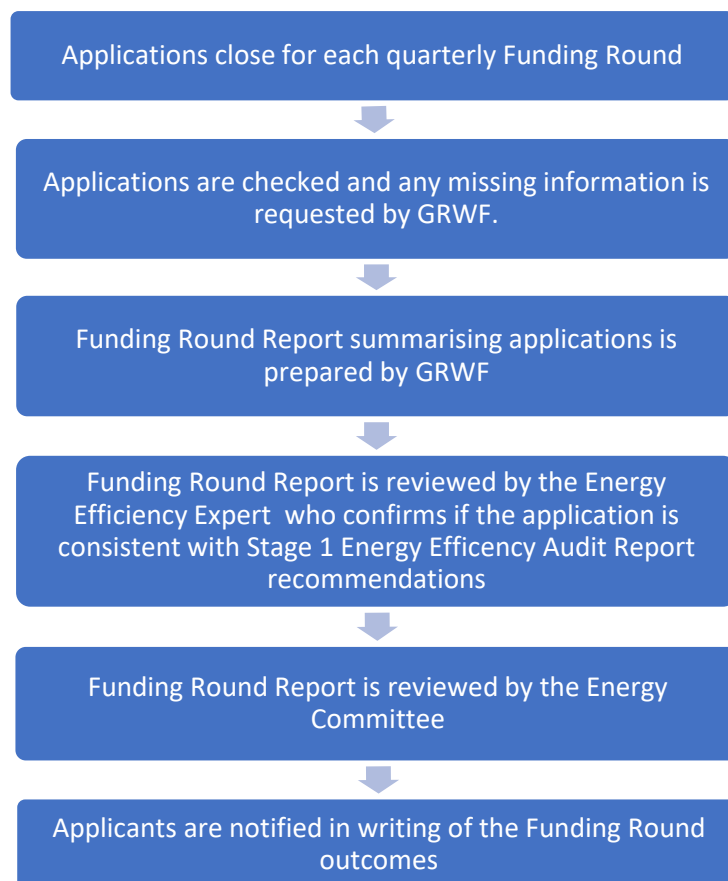 Applications close for each quarterly Funding Round
Applications are checked and any missing information is
requested by GRWF.
Funding Round Report summarising applications is
prepared by GRWF
Funding Round Report is reviewed by the Energy
Efficiency Expert  who confirms if the application is
consistent with Stage 1 Energy Efficency Audit Report
recommendations
Funding Round Report is reviewed by the Energy
Committee
Applicants are notified in writing of the Funding Round
outcomes